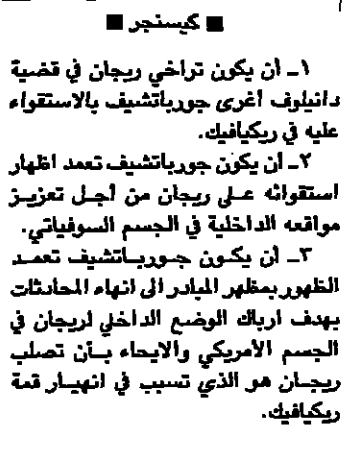 ■ كيسنجر ■
١ـ أن يكون تراخي ريجان في قضية
دانيلوف أغرى جورباتشيف بالاستقواء
عليه في ريكيافيك.
٢ـ أن يكون جورباتشيف تعمد اظهار
استقوائه على ريجان من أجل تعزيز
مواقعه الداخلية في الجسم السوفياتي.
٣ـ أن يكون جورباتشيف تعمد
الظهور بمظهر المبادر الى انهاء المحادثات
بهدف ارباك الوضع الداخلي لريجان في
الجسم الأمريكي والايحاء بأن تصلب
ريجان هو الذي تسبب في انهيار قمة
ريكيافيك.